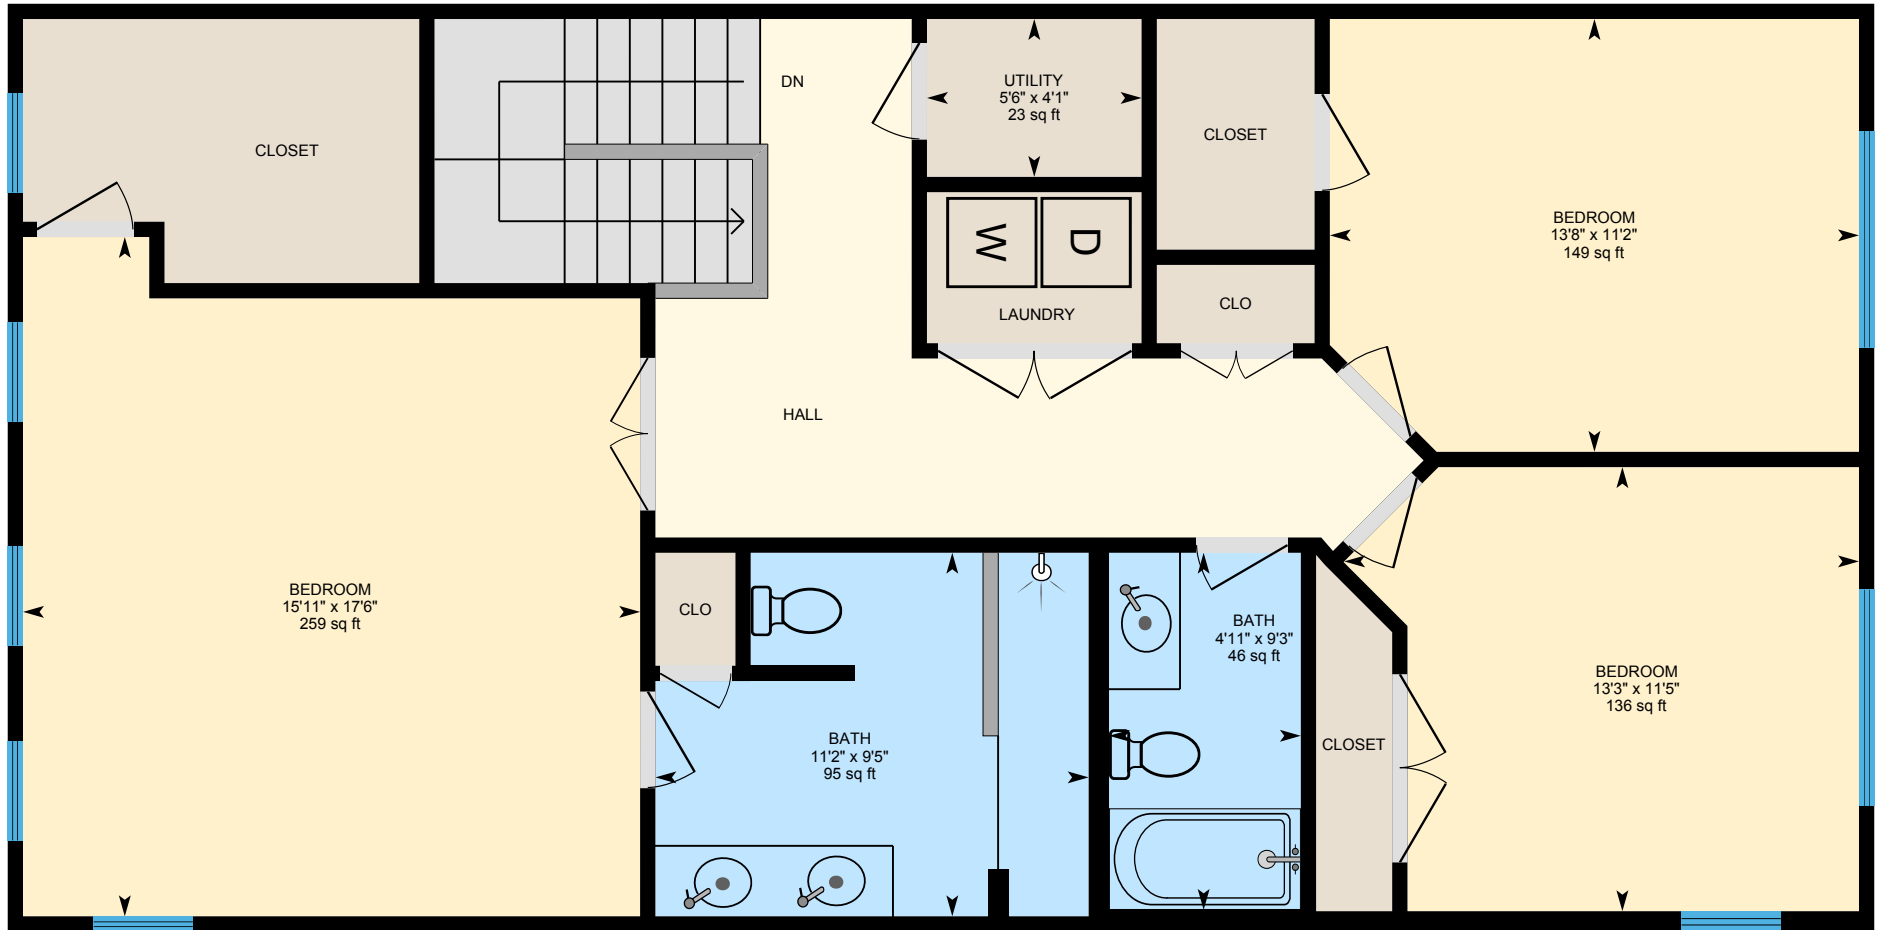 DN
UTILITY
5'6" x 4'1"
23 sq ft
CLOSET
CLOSET
BEDROOM
13'8" x 11'2"
149 sq ft
W
D
LAUNDRY
CLO
HALL
BEDROOM
15'11" x 17'6"
259 sq ft
CLO
BATH
4'11" x 9'3"
46 sq ft
BEDROOM
13'3" x 11'5"
136 sq ft
BATH
11'2" x 9'5"
95 sq ft
CLOSET